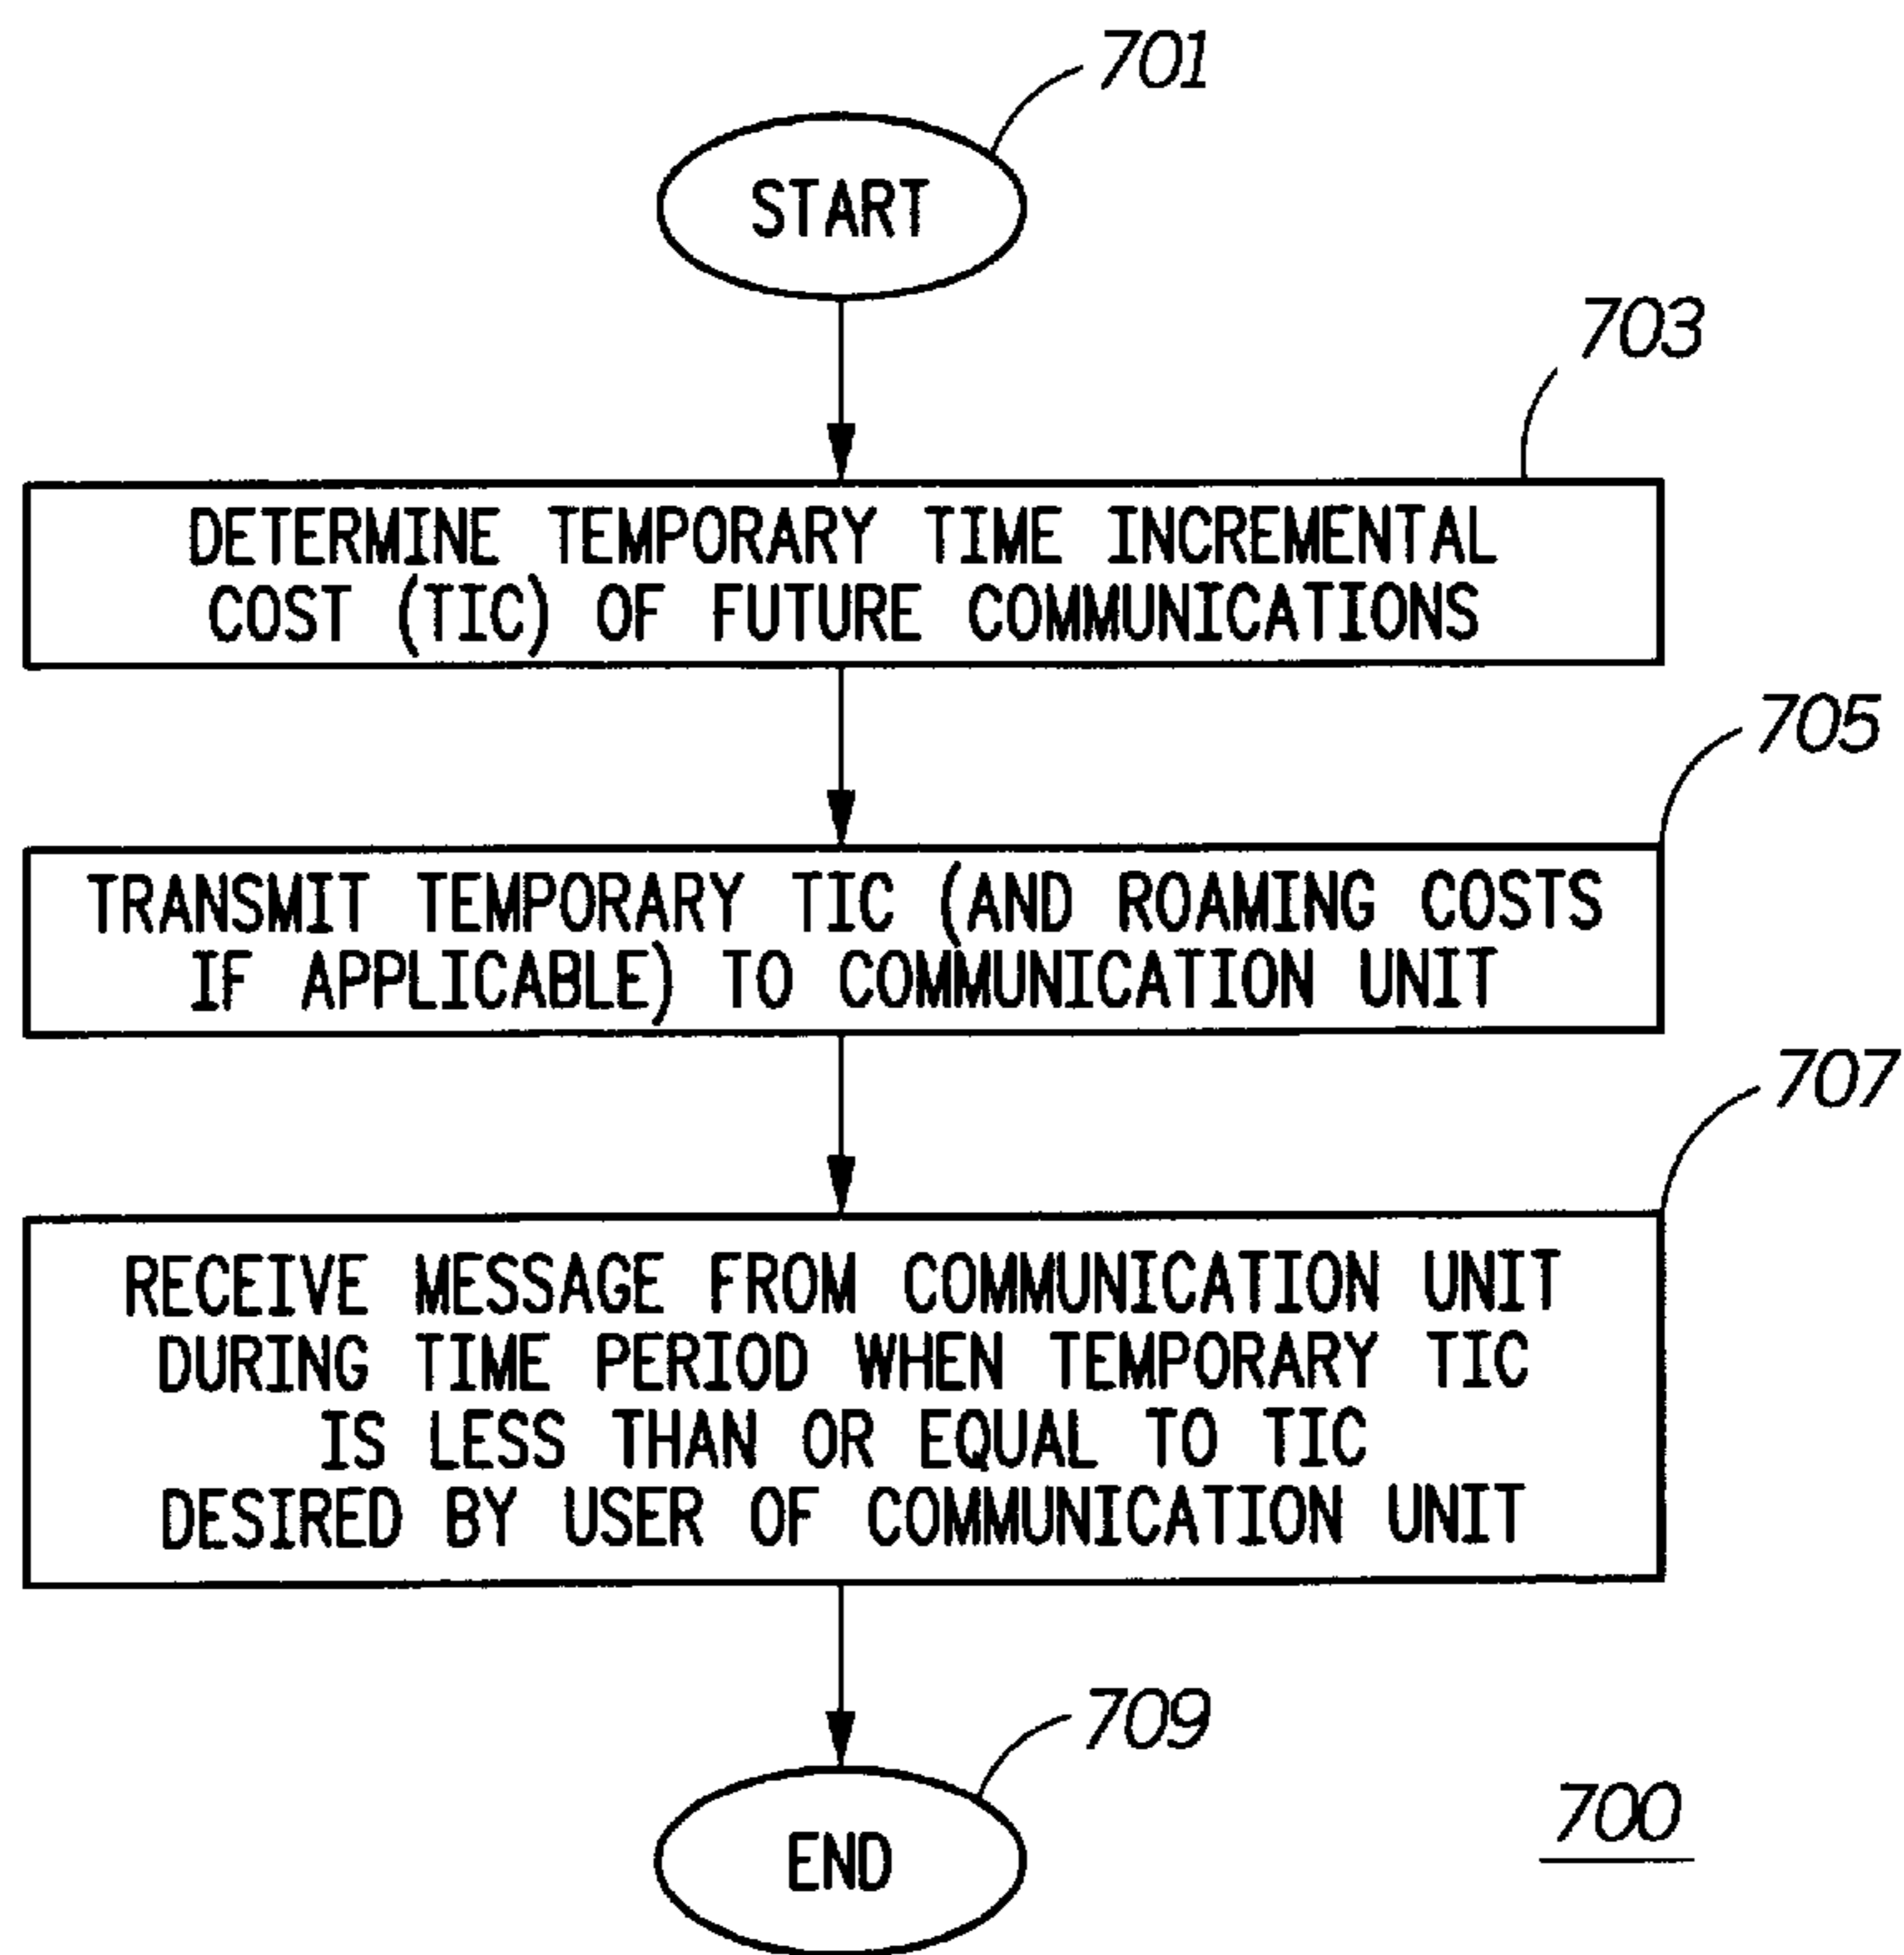 701
START
703
DETERMINE TEMPORARY TIME INCREMENTAL
COST (TIC) OF FUTURE COMMUNICATIONS
705
TRANSMIT TEMPORARY TIC (AND ROAMING COSTS
IF APPLICABLE) TO COMMUNICATION UNIT
707
RECEIVE MESSAGE FROM COMMUNICATION UNIT
DURING TIME PERIOD WHEN TEMPORARY TIC
IS LESS THAN OR EQUAL TO TIC
DESIRED BY USER OF COMMUNICATION UNIT
709
END
700